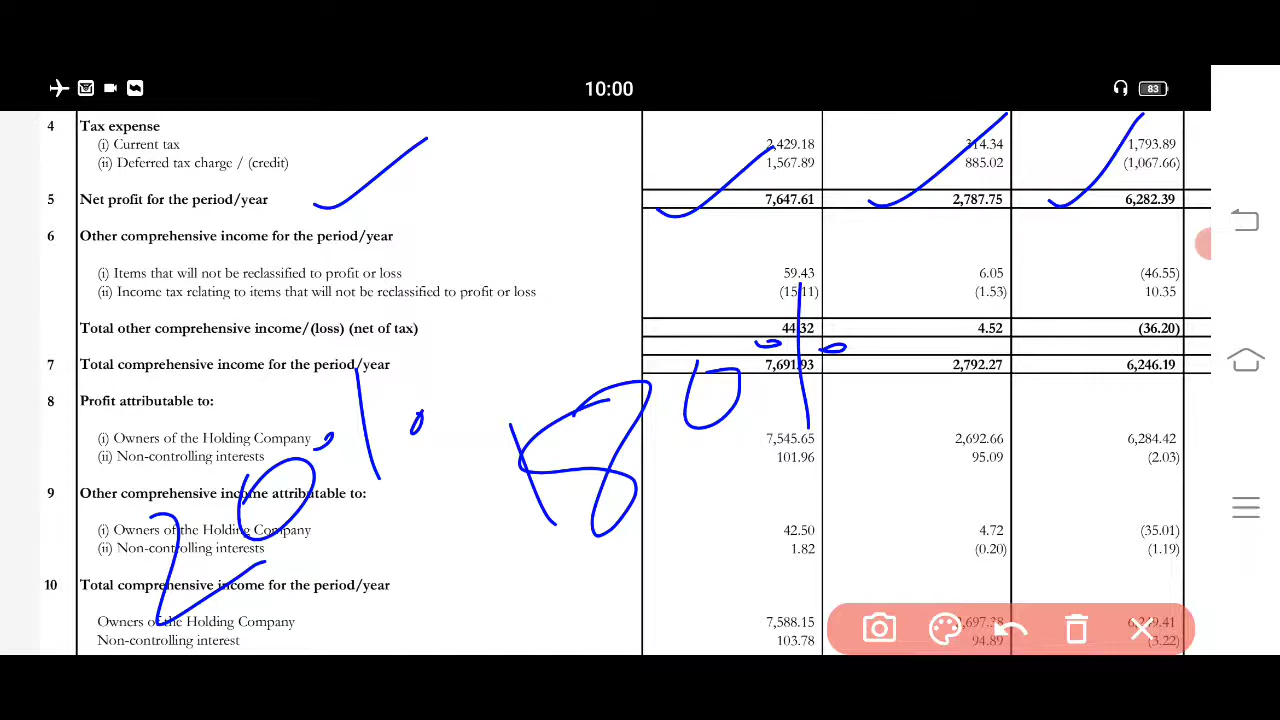 10:00
83
4 Tax expense
(i) Current tax 2,429.18 314.34 1,793.89
(ii) Deferred tax charge / (credit) 1,567.89 885.02 (1,067.66)
5 Net profit for the period/year 7,647.61 2,787.75 6,282.39
6 Other comprehensive income for the period/year
(i) Items that will not be reclassified to profit or loss 59.43 6.05 (46.55)
(ii) Income tax relating to items that will not be reclassified to profit or loss (15.11) (1.53) 10.35
Total other comprehensive income/(loss) (net of tax) 44.32 4.52 (36.20)
7 Total comprehensive income for the period/year 7,691.93 2,792.27 6,246.19
8 Profit attributable to:
(i) Owners of the Holding Company 7,545.65 2,692.66 6,284.42
(ii) Non-controlling interests 101.96 95.09 (2.03)
9 Other comprehensive income attributable to:
(i) Owners of the Holding Company 42.50 4.72 (35.01)
(ii) Non-controlling interests 1.82 (0.20) (1.19)
10 Total comprehensive income for the period/year
Owners of the Holding Company 7,588.15 2,697.38 6,249.41
Non-controlling interest 103.78 94.89 (3.22)
20%
80%